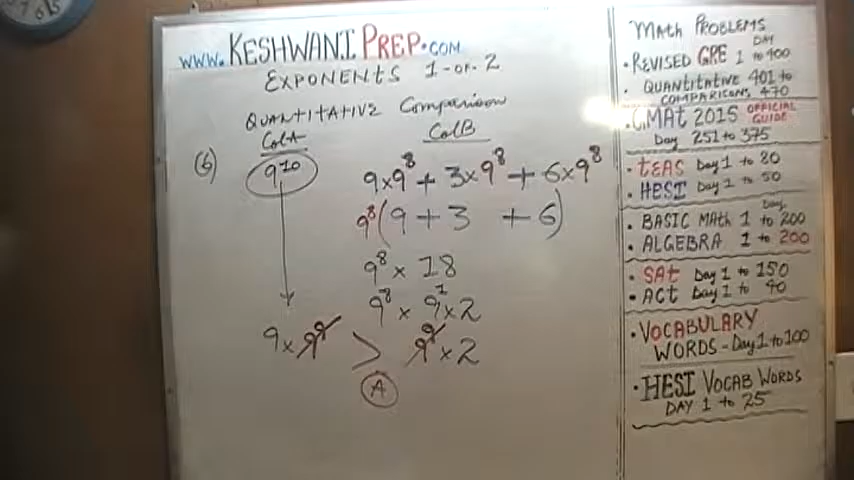 www.KESHWANIPREP.COM
EXPONENTS 1-OF-2
QUANTITATIVE Comparison
ColA ColB
(6) 9^10 9×9^8 + 3×9^8 + 6×9^8
9^8(9 + 3 + 6)
9^8 × 18
9^8 × 9^1 × 2
9×9^9 > 9^9 × 2
A
MATH PROBLEMS
DAY
• REVISED GRE 1 to 400
• QUANTITATIVE 401 to
COMPARISONS 470
• GMAt 2015 OFFICIAL GUIDE
Day 251 to 375
• tEAS Day 1 to 80
• HESI Day 1 to 50
Day
• BASIC MATH 1 to 200
• ALGEBRA 1 to 200
• SAt Day 1 to 150
• ACt Day 1 to 90
• VOCABULARY
WORDS - Day 1 to 100
• HESI VOCAB WORDS
DAY 1 to 25